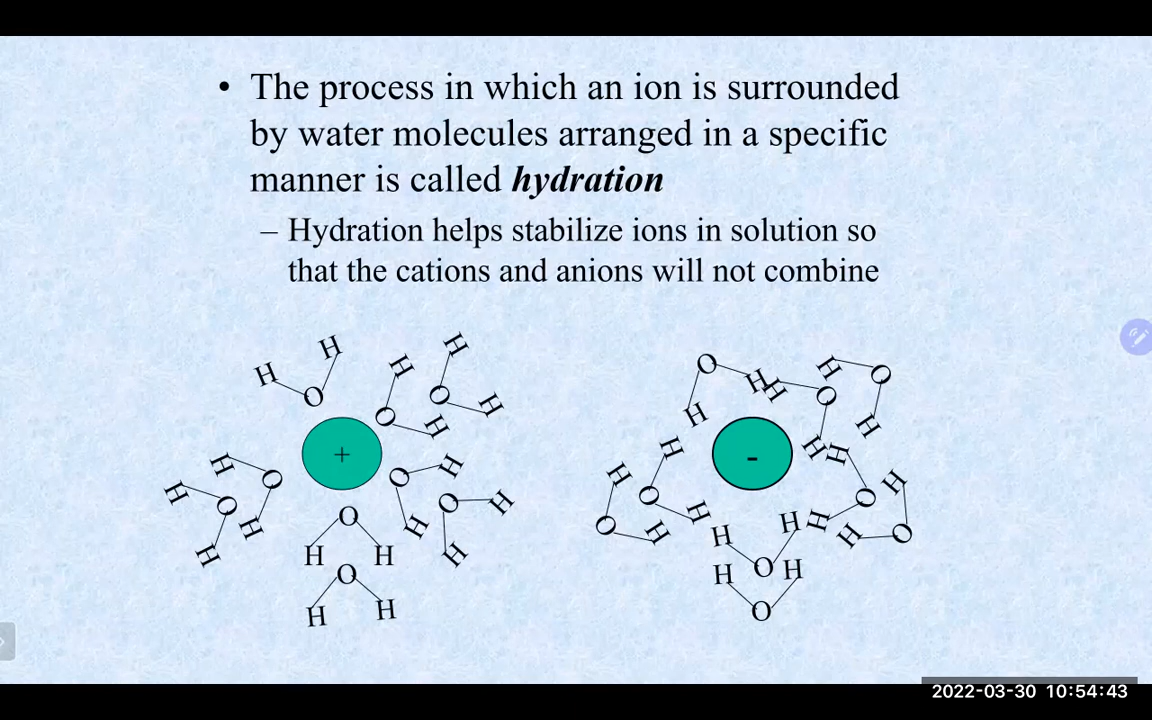 • The process in which an ion is surrounded
by water molecules arranged in a specific
manner is called hydration
– Hydration helps stabilize ions in solution so
that the cations and anions will not combine
H H O
H O H
H O H
+
H O H
H O H
H O H
H O H
O H H
O H H
O H H
H O H
H O H
-
H O H
H O H
H O H
H O H
H H O
H H O
2022-03-30 10:54:43